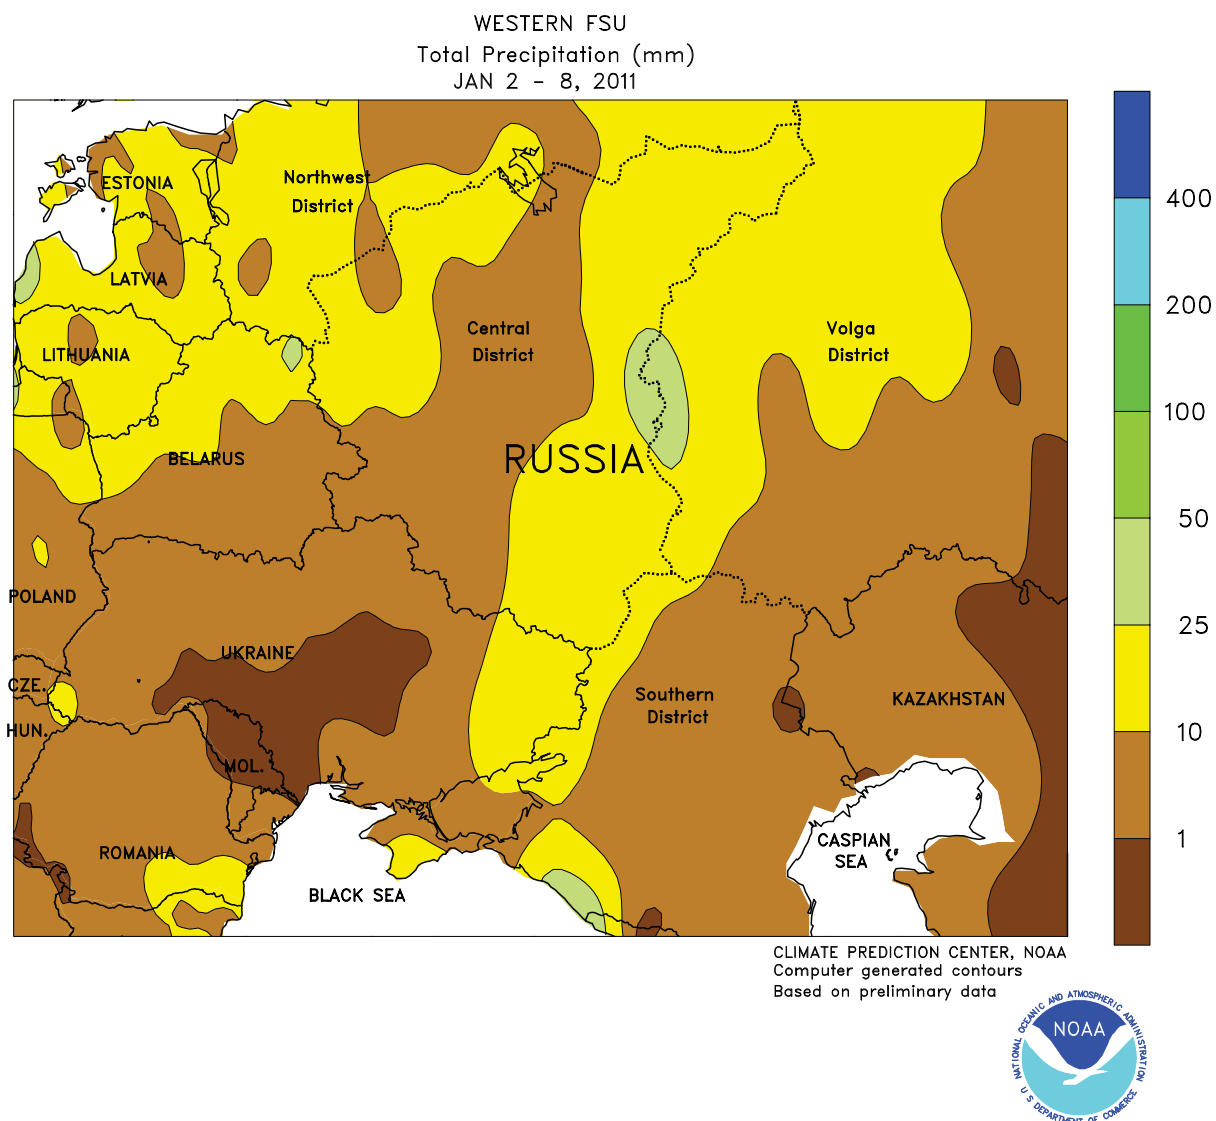 WESTERN FSU
Total Precipitation (mm)
JAN 2 - 8, 2011
ESTONIA
Northwest
District
LATVIA
LITHUANIA
Central
District
Volga
District
BELARUS
RUSSIA
POLAND
UKRAINE
CZE.
Southern
District
KAZAKHSTAN
HUN.
MOL.
ROMANIA
CASPIAN
SEA
BLACK SEA
400
200
100
50
25
10
1
CLIMATE PREDICTION CENTER, NOAA
Computer generated contours
Based on preliminary data
NATIONAL OCEANIC AND ATMOSPHERIC ADMINISTRATION
NOAA
U S DEPARTMENT OF COMMERCE